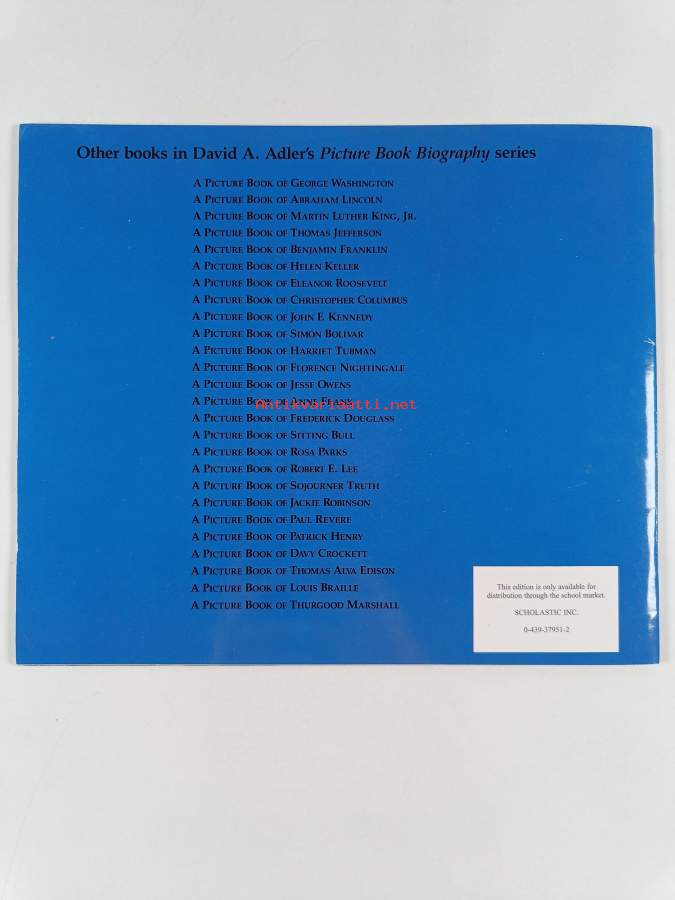 Other books in David A. Adler's Picture Book Biography series
A PICTURE BOOK OF GEORGE WASHINGTON
A PICTURE BOOK OF ABRAHAM LINCOLN
A PICTURE BOOK OF MARTIN LUTHER KING, JR.
A PICTURE BOOK OF THOMAS JEFFERSON
A PICTURE BOOK OF BENJAMIN FRANKLIN
A PICTURE BOOK OF HELEN KELLER
A PICTURE BOOK OF ELEANOR ROOSEVELT
A PICTURE BOOK OF CHRISTOPHER COLUMBUS
A PICTURE BOOK OF JOHN F. KENNEDY
A PICTURE BOOK OF SIMÓN BOLÍVAR
A PICTURE BOOK OF HARRIET TUBMAN
A PICTURE BOOK OF FLORENCE NIGHTINGALE
A PICTURE BOOK OF JESSE OWENS
A PICTURE BOOK OF ANNE FRANK
Antikvariaatti.net
A PICTURE BOOK OF FREDERICK DOUGLASS
A PICTURE BOOK OF SITTING BULL
A PICTURE BOOK OF ROSA PARKS
A PICTURE BOOK OF ROBERT E. LEE
A PICTURE BOOK OF SOJOURNER TRUTH
A PICTURE BOOK OF JACKIE ROBINSON
A PICTURE BOOK OF PAUL REVERE
A PICTURE BOOK OF PATRICK HENRY
A PICTURE BOOK OF DAVY CROCKETT
A PICTURE BOOK OF THOMAS ALVA EDISON
A PICTURE BOOK OF LOUIS BRAILLE
A PICTURE BOOK OF THURGOOD MARSHALL
This edition is only available for
distribution through the school market.
SCHOLASTIC INC.
0-439-37951-2